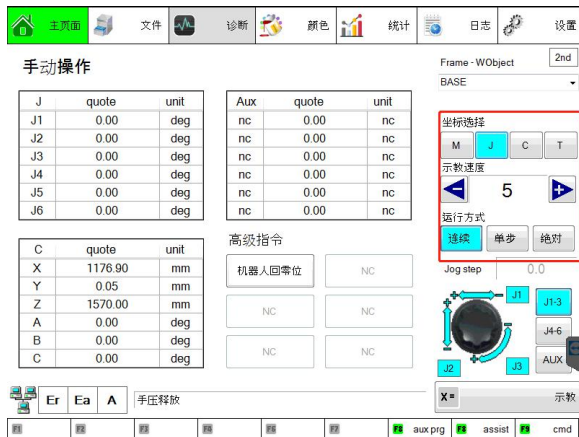 主页面 文件 诊断 颜色 统计 日志 设置
手动操作
Frame - WObject 2nd
BASE
J quote unit
J1 0.00 deg
J2 0.00 deg
J3 0.00 deg
J4 0.00 deg
J5 0.00 deg
J6 0.00 deg
Aux quote unit
nc 0.00 nc
nc 0.00 nc
nc 0.00 nc
nc 0.00 nc
nc 0.00 nc
nc 0.00 nc
坐标选择
M J C T
示教速度
5
运行方式
连续 单步 绝对
C quote unit
X 1176.90 mm
Y 0.05 mm
Z 1570.00 mm
A 0.00 deg
B 0.00 deg
C 0.00 deg
高级指令
机器人回零位 NC
NC NC
NC NC
Jog step 0.0
J1 J1-3
J4-6
J2 J3 AUX
Er Ea A 手压释放
X = 示教
F1 F2 F3 F5 F6 F7 F2 aux prg F8 assist F9 cmd